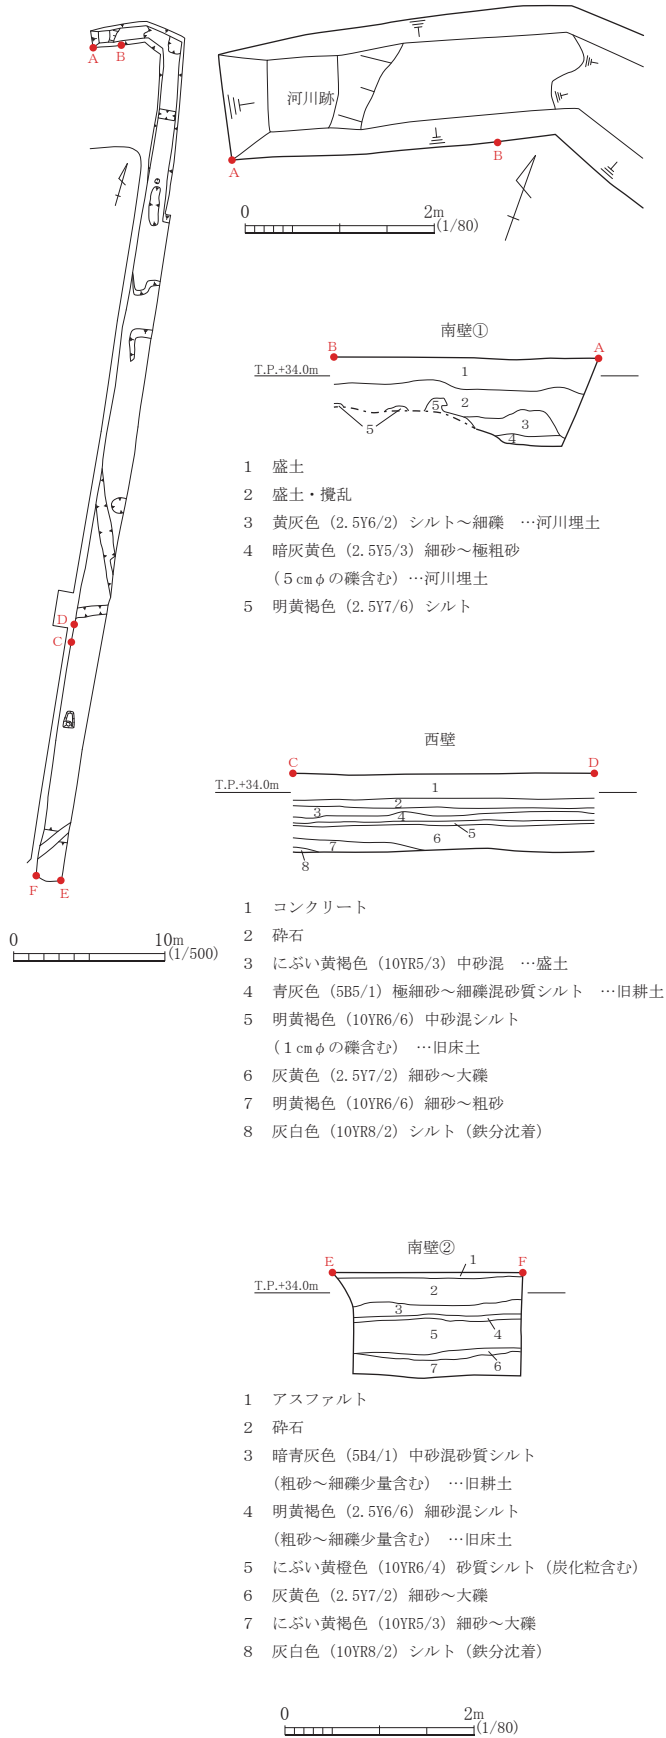 A
B
河川跡
A
B
0 2m
(1/80)
南壁①
B
A
T.P.+34.0m
1
2
5
3
5
4
1 盛土
2 盛土・攪乱
3 黄灰色（2.5Y6/2）シルト～細礫 …河川埋土
4 暗灰黄色（2.5Y5/3）細砂～極粗砂
（5cmφの礫含む）…河川埋土
5 明黄褐色（2.5Y7/6）シルト
D
C
西壁
C
D
T.P.+34.0m
1
2
3
4
5
6
7
8
F
E
0 10m
(1/500)
1 コンクリート
2 砕石
3 にぶい黄褐色（10YR5/3）中砂混 …盛土
4 青灰色（5B5/1）極細砂～細礫混砂質シルト …旧耕土
5 明黄褐色（10YR6/6）中砂混シルト
（1cmφの礫含む） …旧床土
6 灰黄色（2.5Y7/2）細砂～大礫
7 明黄褐色（10YR6/6）細砂～粗砂
8 灰白色（10YR8/2）シルト（鉄分沈着）
南壁②
E
1
F
T.P.+34.0m
2
3
5
4
6
7
1 アスファルト
2 砕石
3 暗青灰色（5B4/1）中砂混砂質シルト
（粗砂～細礫少量含む） …旧耕土
4 明黄褐色（2.5Y6/6）細砂混シルト
（粗砂～細礫少量含む） …旧床土
5 にぶい黄橙色（10YR6/4）砂質シルト（炭化粒含む）
6 灰黄色（2.5Y7/2）細砂～大礫
7 にぶい黄褐色（10YR5/3）細砂～大礫
8 灰白色（10YR8/2）シルト（鉄分沈着）
0 2m
(1/80)